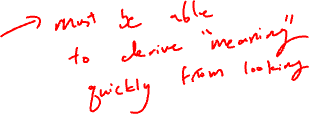 → must be able
to derive "meaning"
quickly from looking